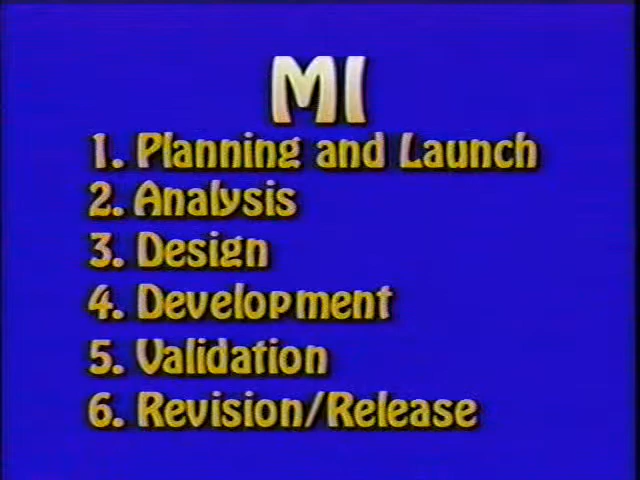 MI
1. Planning and Launch
2. Analysis
3. Design
4. Development
5. Validation
6. Revision/Release